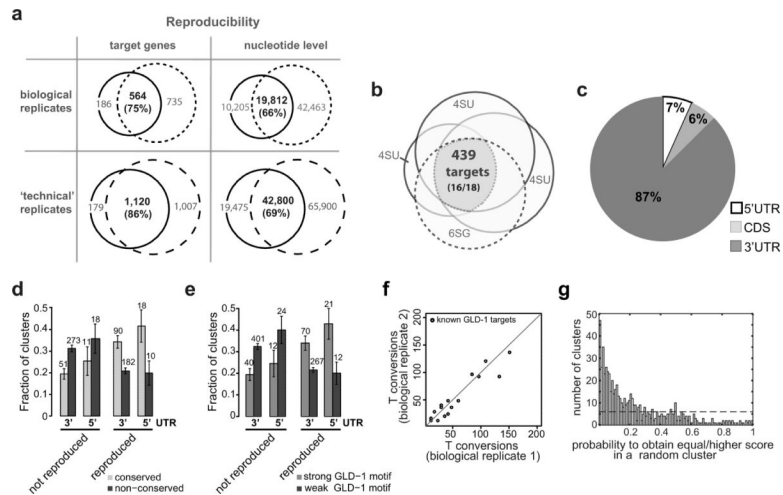 a
Reproducibility
target genes
nucleotide level
biological replicates
186
564 (75%)
735
10,205
19,812 (66%)
42,463
'technical' replicates
179
1,120 (86%)
1,007
19,475
42,800 (69%)
65,900
b
4SU
4SU
4SU
439 targets (16/18)
6SG
c
7%
6%
87%
5'UTR
CDS
3'UTR
d
Fraction of clusters
0.5
0.4
0.3
0.2
0.1
0.0
51
273
11
18
90
182
18
10
3'
5'
3'
5'
UTR
not reproduced
reproduced
conserved
non-conserved
e
Fraction of clusters
0.5
0.4
0.3
0.2
0.1
0.0
40
401
12
24
70
267
21
12
3'
5'
3'
5'
UTR
not reproduced
reproduced
strong GLD-1 motif
weak GLD-1 motif
f
known GLD-1 targets
T conversions (biological replicate 2)
200
150
100
50
50
100
150
200
T conversions (biological replicate 1)
g
number of clusters
50
40
30
20
10
0
0.2
0.4
0.6
0.8
1
probability to obtain equal/higher score in a random cluster